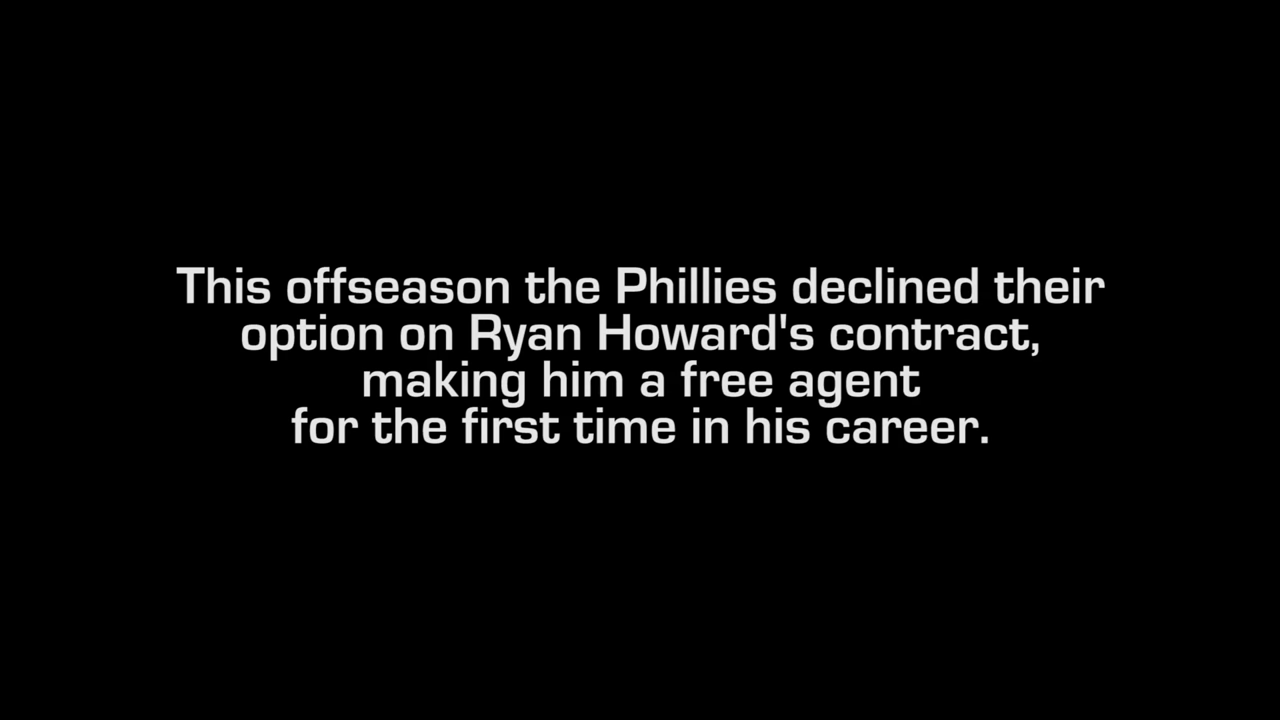 This offseason the Phillies declined their
option on Ryan Howard's contract,
making him a free agent
for the first time in his career.